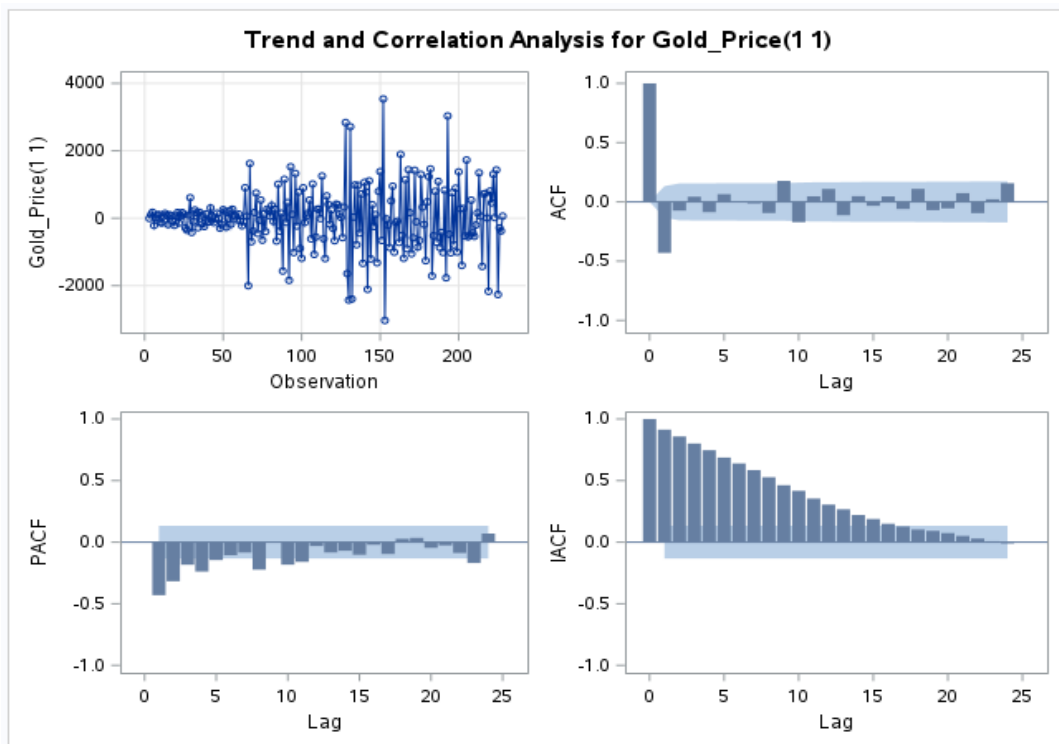 Trend and Correlation Analysis for Gold_Price(1 1)
Gold_Price(1 1)
4000
2000
0
-2000
0 50 100 150 200
Observation
ACF
1.0
0.5
0.0
-0.5
-1.0
0 5 10 15 20 25
Lag
PACF
1.0
0.5
0.0
-0.5
-1.0
0 5 10 15 20 25
Lag
IACF
1.0
0.5
0.0
-0.5
-1.0
0 5 10 15 20 25
Lag